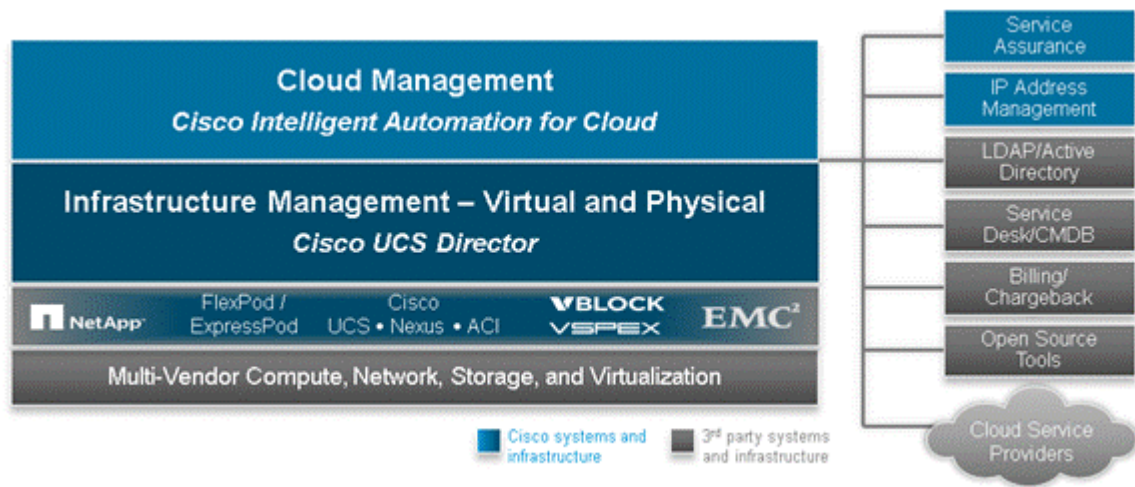 Cloud Management
Cisco Intelligent Automation for Cloud
Infrastructure Management – Virtual and Physical
Cisco UCS Director
NetApp™
FlexPod /
ExpressPod
Cisco
UCS • Nexus • ACI
VBLOCK
VSPEX
EMC²
Multi-Vendor Compute, Network, Storage, and Virtualization
Cisco systems and
infrastructure
3rd party systems
and infrastructure
Service
Assurance
IP Address
Management
LDAP/Active
Directory
Service
Desk/CMDB
Billing/
Chargeback
Open Source
Tools
Cloud Service
Providers